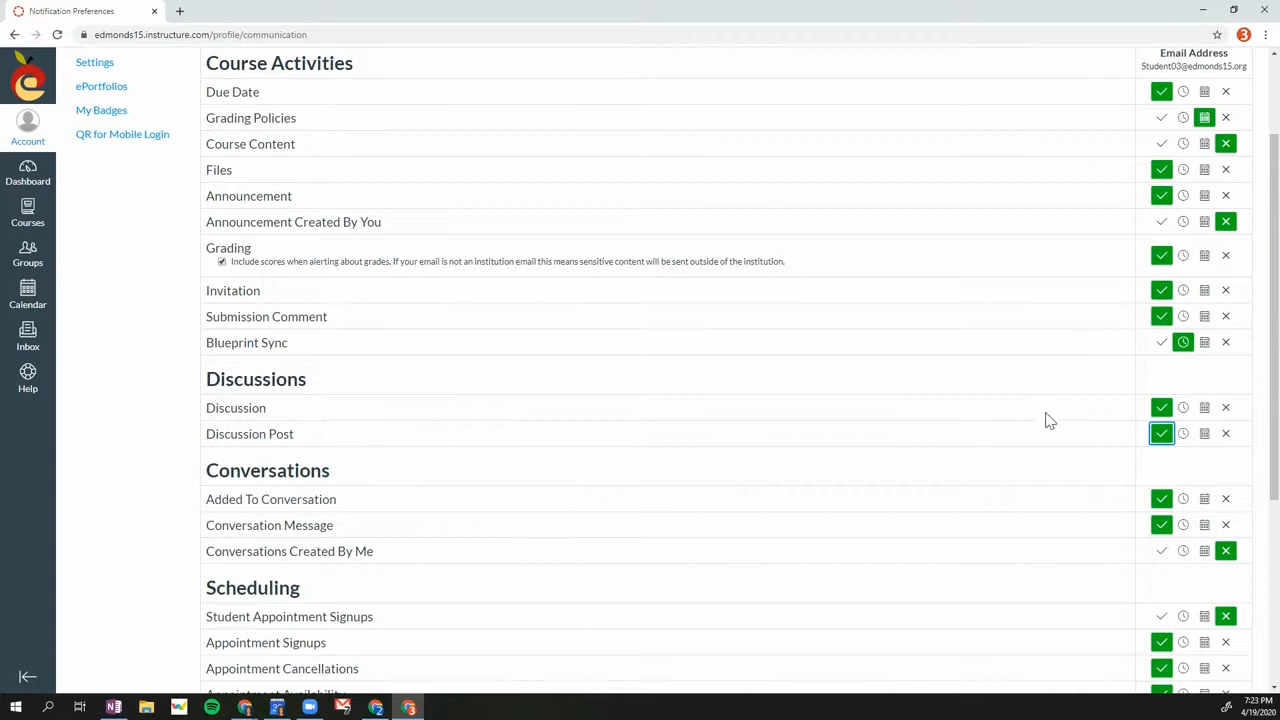 Notification Preferences
edmonds15.instructure.com/profile/communication
3
Account
Dashboard
Courses
Groups
Calendar
Inbox
Help
Settings
ePortfolios
My Badges
QR for Mobile Login
Course Activities
Email Address
Student03@edmonds15.org
Due Date
Grading Policies
Course Content
Files
Announcement
Announcement Created By You
Grading
Include scores when alerting about grades. If your email is not an institution email this means sensitive content will be sent outside of the institution.
Invitation
Submission Comment
Blueprint Sync
Discussions
Discussion
Discussion Post
Conversations
Added To Conversation
Conversation Message
Conversations Created By Me
Scheduling
Student Appointment Signups
Appointment Signups
Appointment Cancellations
Appointment Availability
7:23 PM
4/19/2020